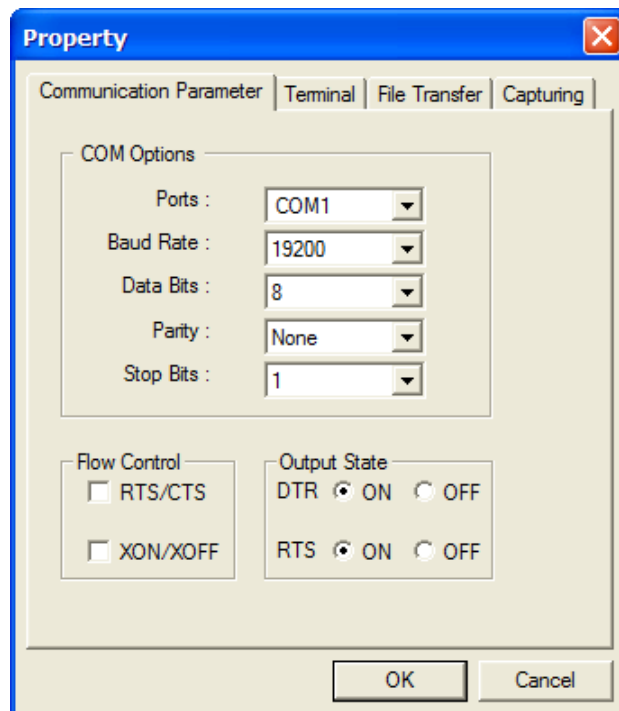 Property
Communication Parameter Terminal File Transfer Capturing
COM Options
Ports : COM1
Baud Rate : 19200
Data Bits : 8
Parity : None
Stop Bits : 1
Flow Control Output State
RTS/CTS DTR ON OFF
XON/XOFF RTS ON OFF
OK Cancel